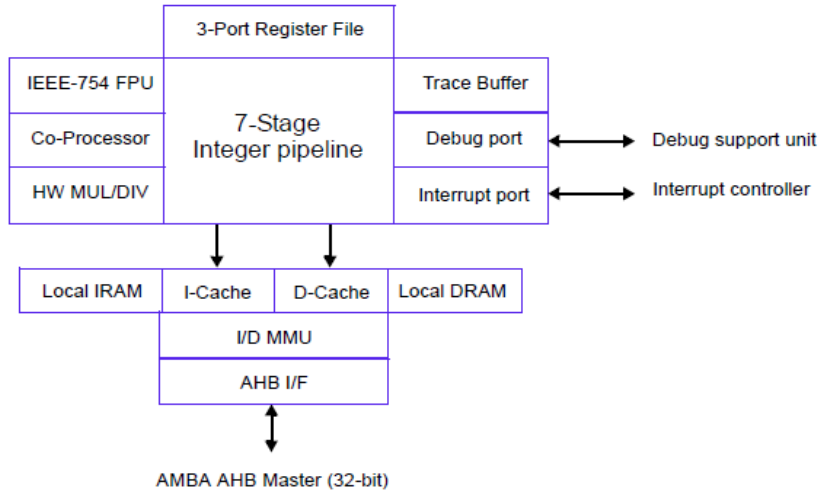 3-Port Register File
IEEE-754 FPU
Trace Buffer
7-Stage
Integer pipeline
Co-Processor
Debug port
Debug support unit
HW MUL/DIV
Interrupt port
Interrupt controller
Local IRAM
I-Cache
D-Cache
Local DRAM
I/D MMU
AHB I/F
AMBA AHB Master (32-bit)